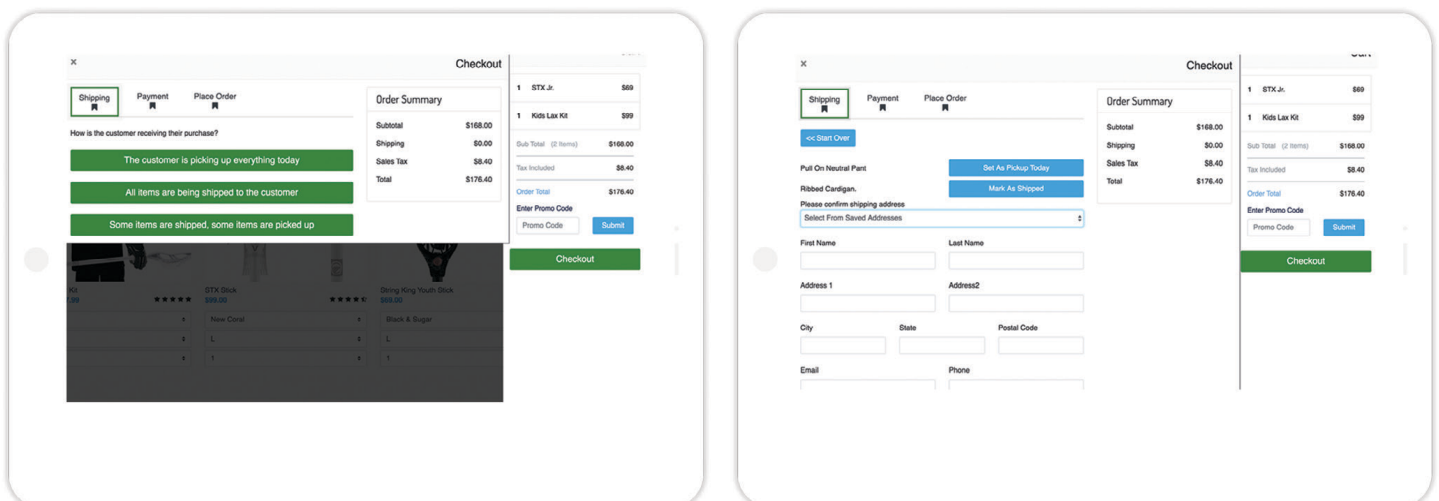 ×
Checkout
Shipping
Payment
Place Order
How is the customer receiving their purchase?
The customer is picking up everything today
All items are being shipped to the customer
Some items are shipped, some items are picked up
Order Summary
Subtotal $168.00
Shipping $0.00
Sales Tax $8.40
Total $176.40
1 STX Jr. $69
1 Kids Lax Kit $99
Sub Total (2 Items) $168.00
Tax Included $8.40
Order Total $176.40
Enter Promo Code
Promo Code Submit
Checkout
Kit
STX Stick
$99.00
Diring King Youth Stick
$69.00
New Coral
Black & Sugar
L
L
1
1
×
Checkout
Shipping
Payment
Place Order
<< Start Over
Pull On Neutral Pant Set As Pickup Today
Ribbed Cardigan. Mark As Shipped
Please confirm shipping address
Select From Saved Addresses
First Name Last Name
Address 1 Address2
City State Postal Code
Email Phone
Order Summary
Subtotal $168.00
Shipping $0.00
Sales Tax $8.40
Total $176.40
1 STX Jr. $69
1 Kids Lax Kit $99
Sub Total (2 Items) $168.00
Tax Included $8.40
Order Total $176.40
Enter Promo Code
Promo Code Submit
Checkout